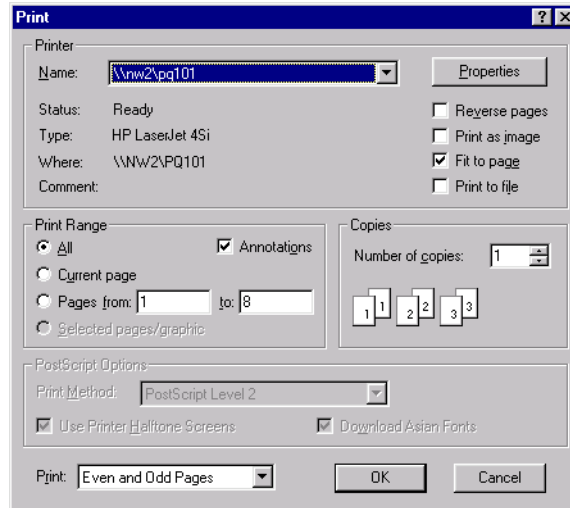 Print
Printer
Name: \\nw2\pq101 Properties
Status: Ready Reverse pages
Type: HP LaserJet 4Si Print as image
Where: \\NW2\PQ101 Fit to page
Comment: Print to file
Print Range
All Annotations
Current page
Pages from: 1 to: 8
Selected pages/graphic
Copies
Number of copies: 1
1 1 2 2 3 3
PostScript Options
Print Method: PostScript Level 2
Use Printer Halftone Screens Download Asian Fonts
Print: Even and Odd Pages OK Cancel